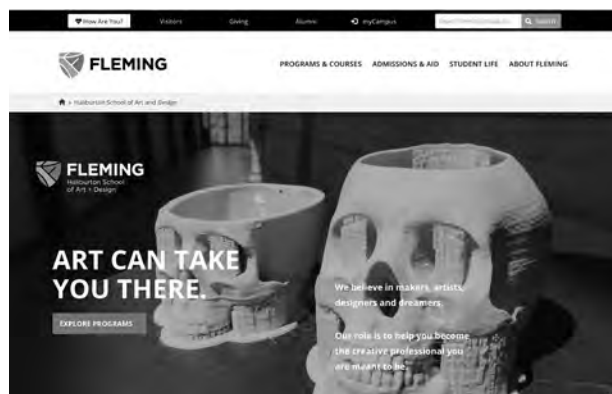 How Are You?
Visitors
Giving
Alumni
myCampus
Search
FLEMING
PROGRAMS & COURSES
ADMISSIONS & AID
STUDENT LIFE
ABOUT FLEMING
> Haliburton School of Art and Design
FLEMING
Haliburton School
of Art + Design
ART CAN TAKE
YOU THERE.
EXPLORE PROGRAMS
We believe in makers, artists,
designers and dreamers.
Our role is to help you become
the creative professional you
are meant to be.